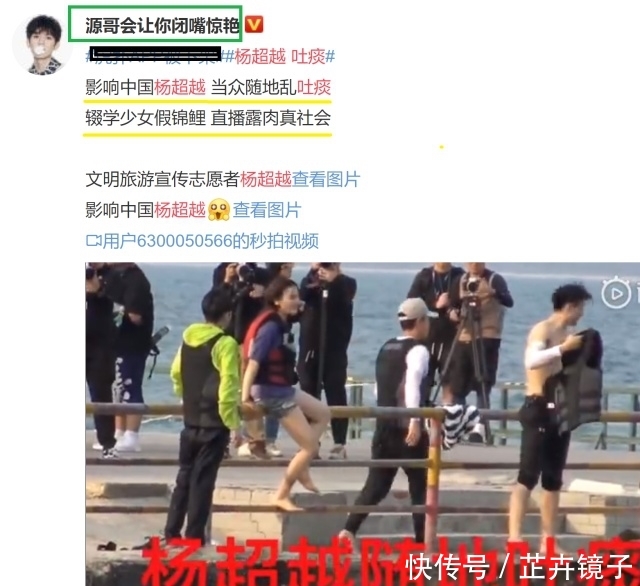 源哥会让你闭嘴惊艳
#杨超越 吐痰#
影响中国杨超越 当众随地乱吐痰
辍学少女假锦鲤 直播露肉真社会
文明旅游宣传志愿者杨超越查看图片
影响中国杨超越😱查看图片
用户6300050566的秒拍视频
杨超越随地吐痰
快传号 / 芷卉镜子